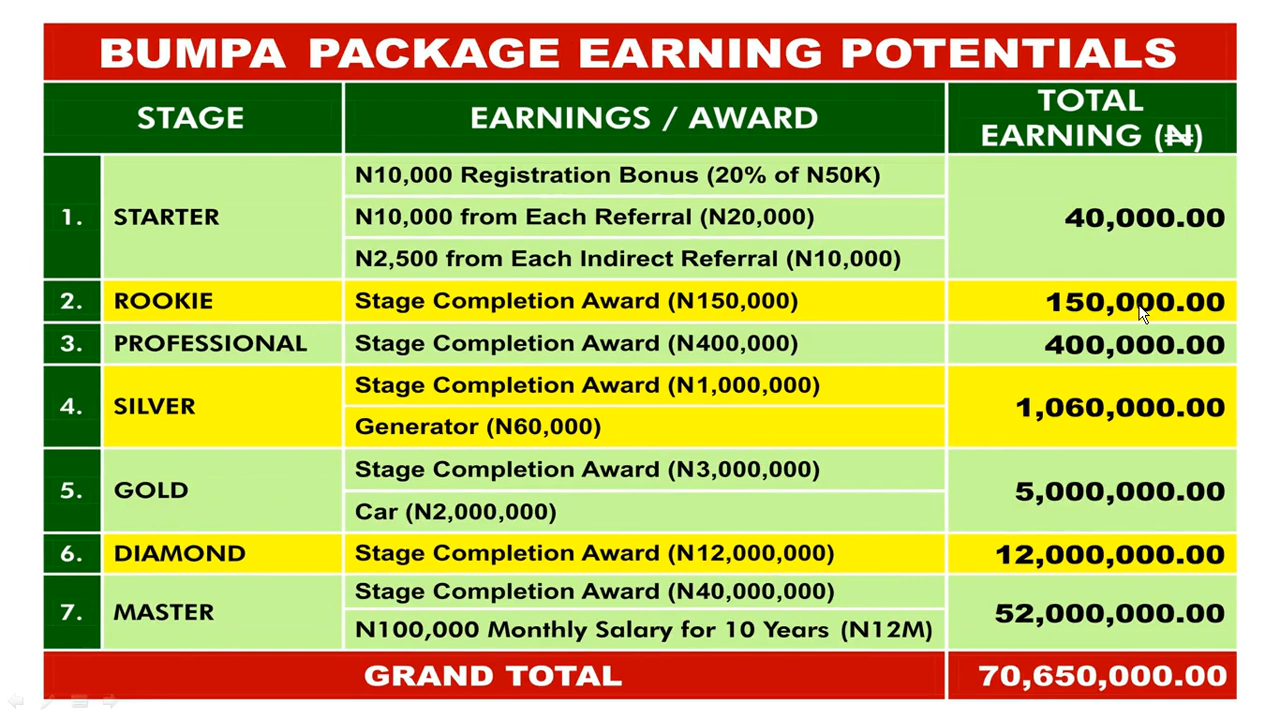 BUMPA PACKAGE EARNING POTENTIALS
STAGE
EARNINGS / AWARD
TOTAL
EARNING (₦)
1.
STARTER
N10,000 Registration Bonus (20% of N50K)
N10,000 from Each Referral (N20,000)
N2,500 from Each Indirect Referral (N10,000)
40,000.00
2.
ROOKIE
Stage Completion Award (N150,000)
150,000.00
3.
PROFESSIONAL
Stage Completion Award (N400,000)
400,000.00
4.
SILVER
Stage Completion Award (N1,000,000)
Generator (N60,000)
1,060,000.00
5.
GOLD
Stage Completion Award (N3,000,000)
Car (N2,000,000)
5,000,000.00
6.
DIAMOND
Stage Completion Award (N12,000,000)
12,000,000.00
7.
MASTER
Stage Completion Award (N40,000,000)
N100,000 Monthly Salary for 10 Years (N12M)
52,000,000.00
GRAND TOTAL
70,650,000.00